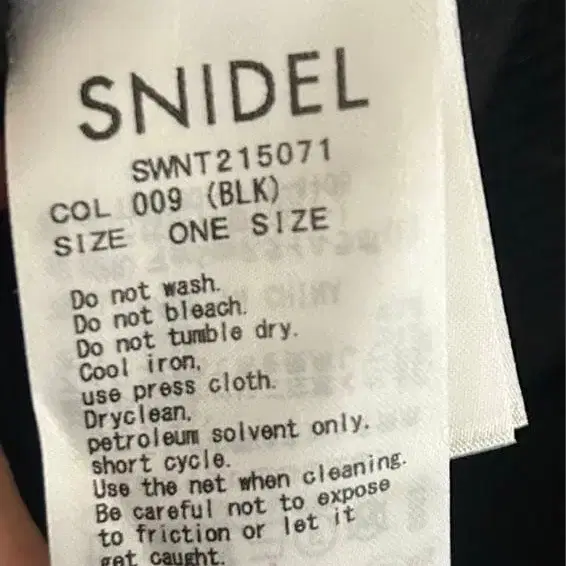 SNIDEL
SWNT215071
COL 009 (BLK)
SIZE ONE SIZE
Do not wash.
Do not bleach.
Do not tumble dry.
Cool iron,
use press cloth.
Dryclean,
petroleum solvent only,
short cycle.
Use the net when cleaning.
Be careful not to expose
to friction or let it
get caught.